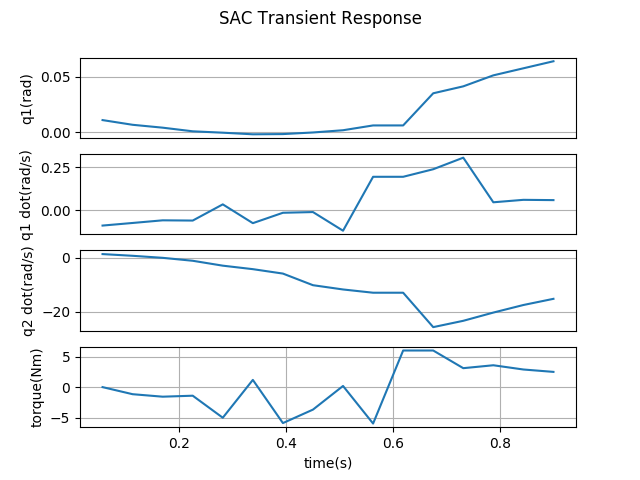 SAC Transient Response
q1(rad)
0.05
0.00
q1 dot(rad/s)
0.25
0.00
q2 dot(rad/s)
0
−20
torque(Nm)
5
0
−5
0.2 0.4 0.6 0.8
time(s)